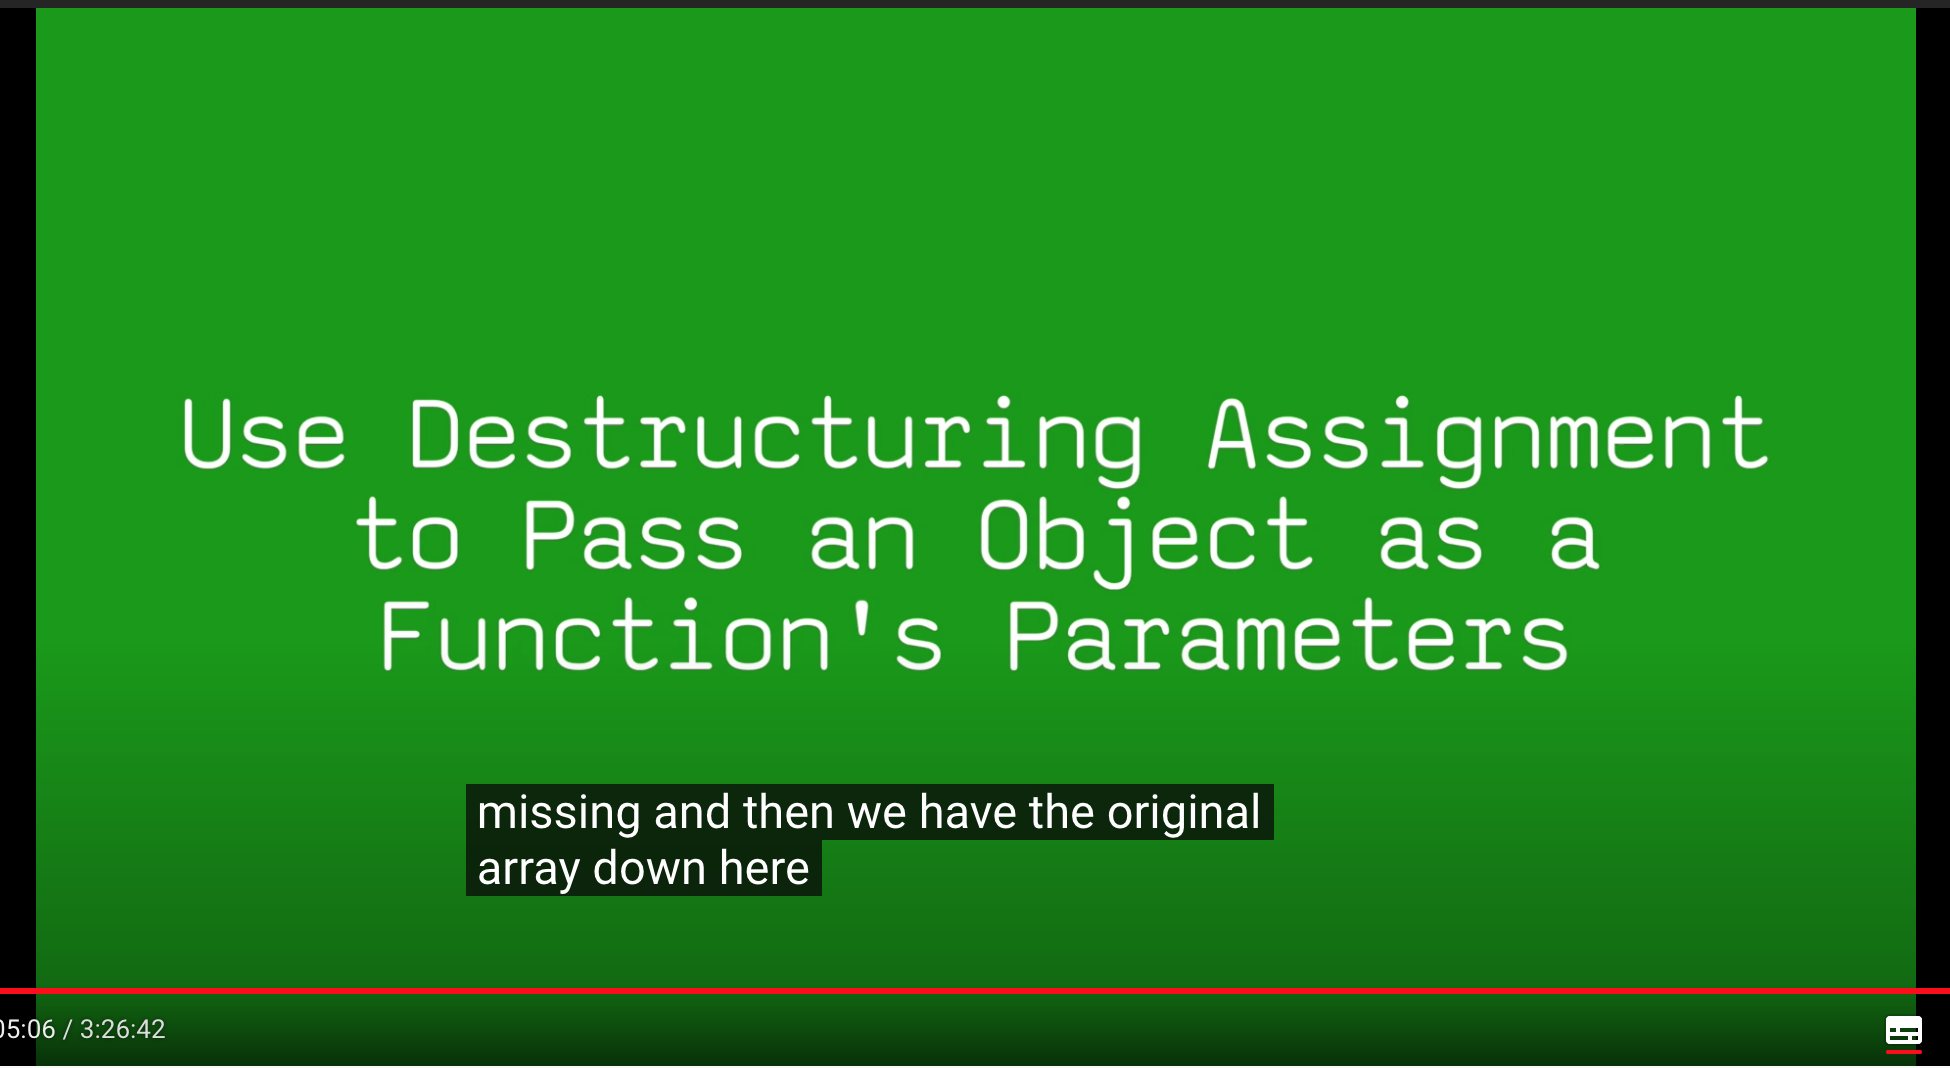 Use Destructuring Assignment
to Pass an Object as a
Function's Parameters
missing and then we have the original
array down here
05:06 / 3:26:42